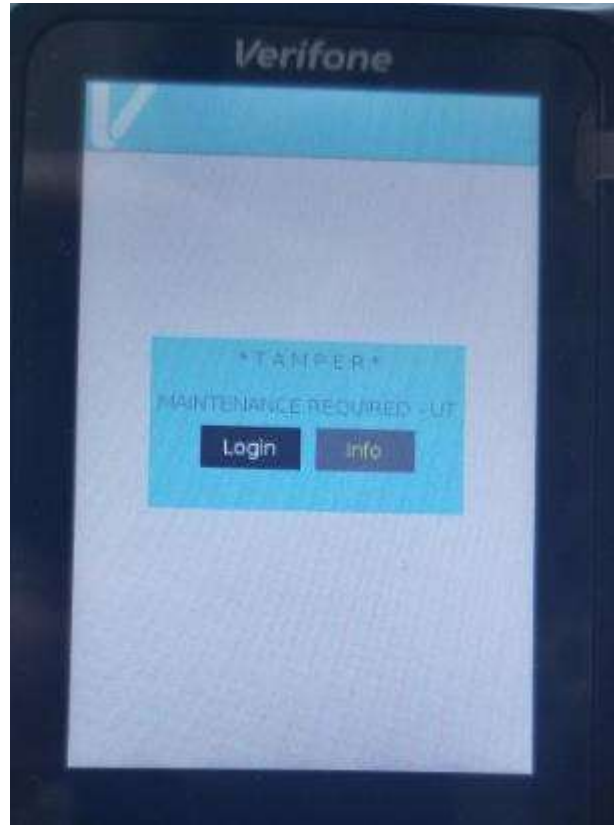 Verifone
*TAMPER*
MAINTENANCE REQUIRED - UT
Login
Info